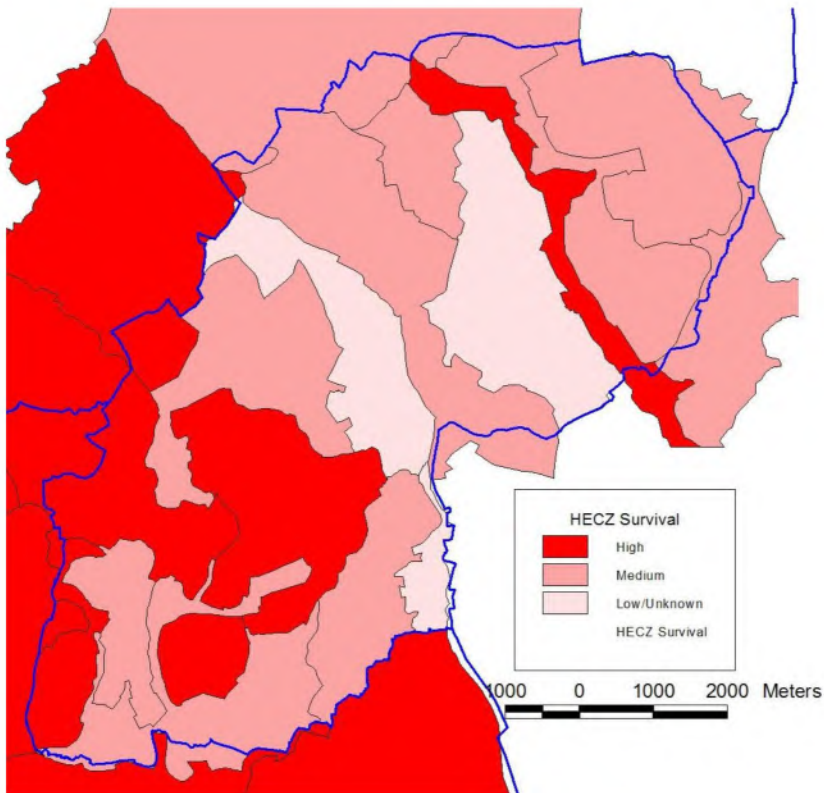 HECZ Survival
High
Medium
Low/Unknown
HECZ Survival
1000 0 1000 2000 Meters